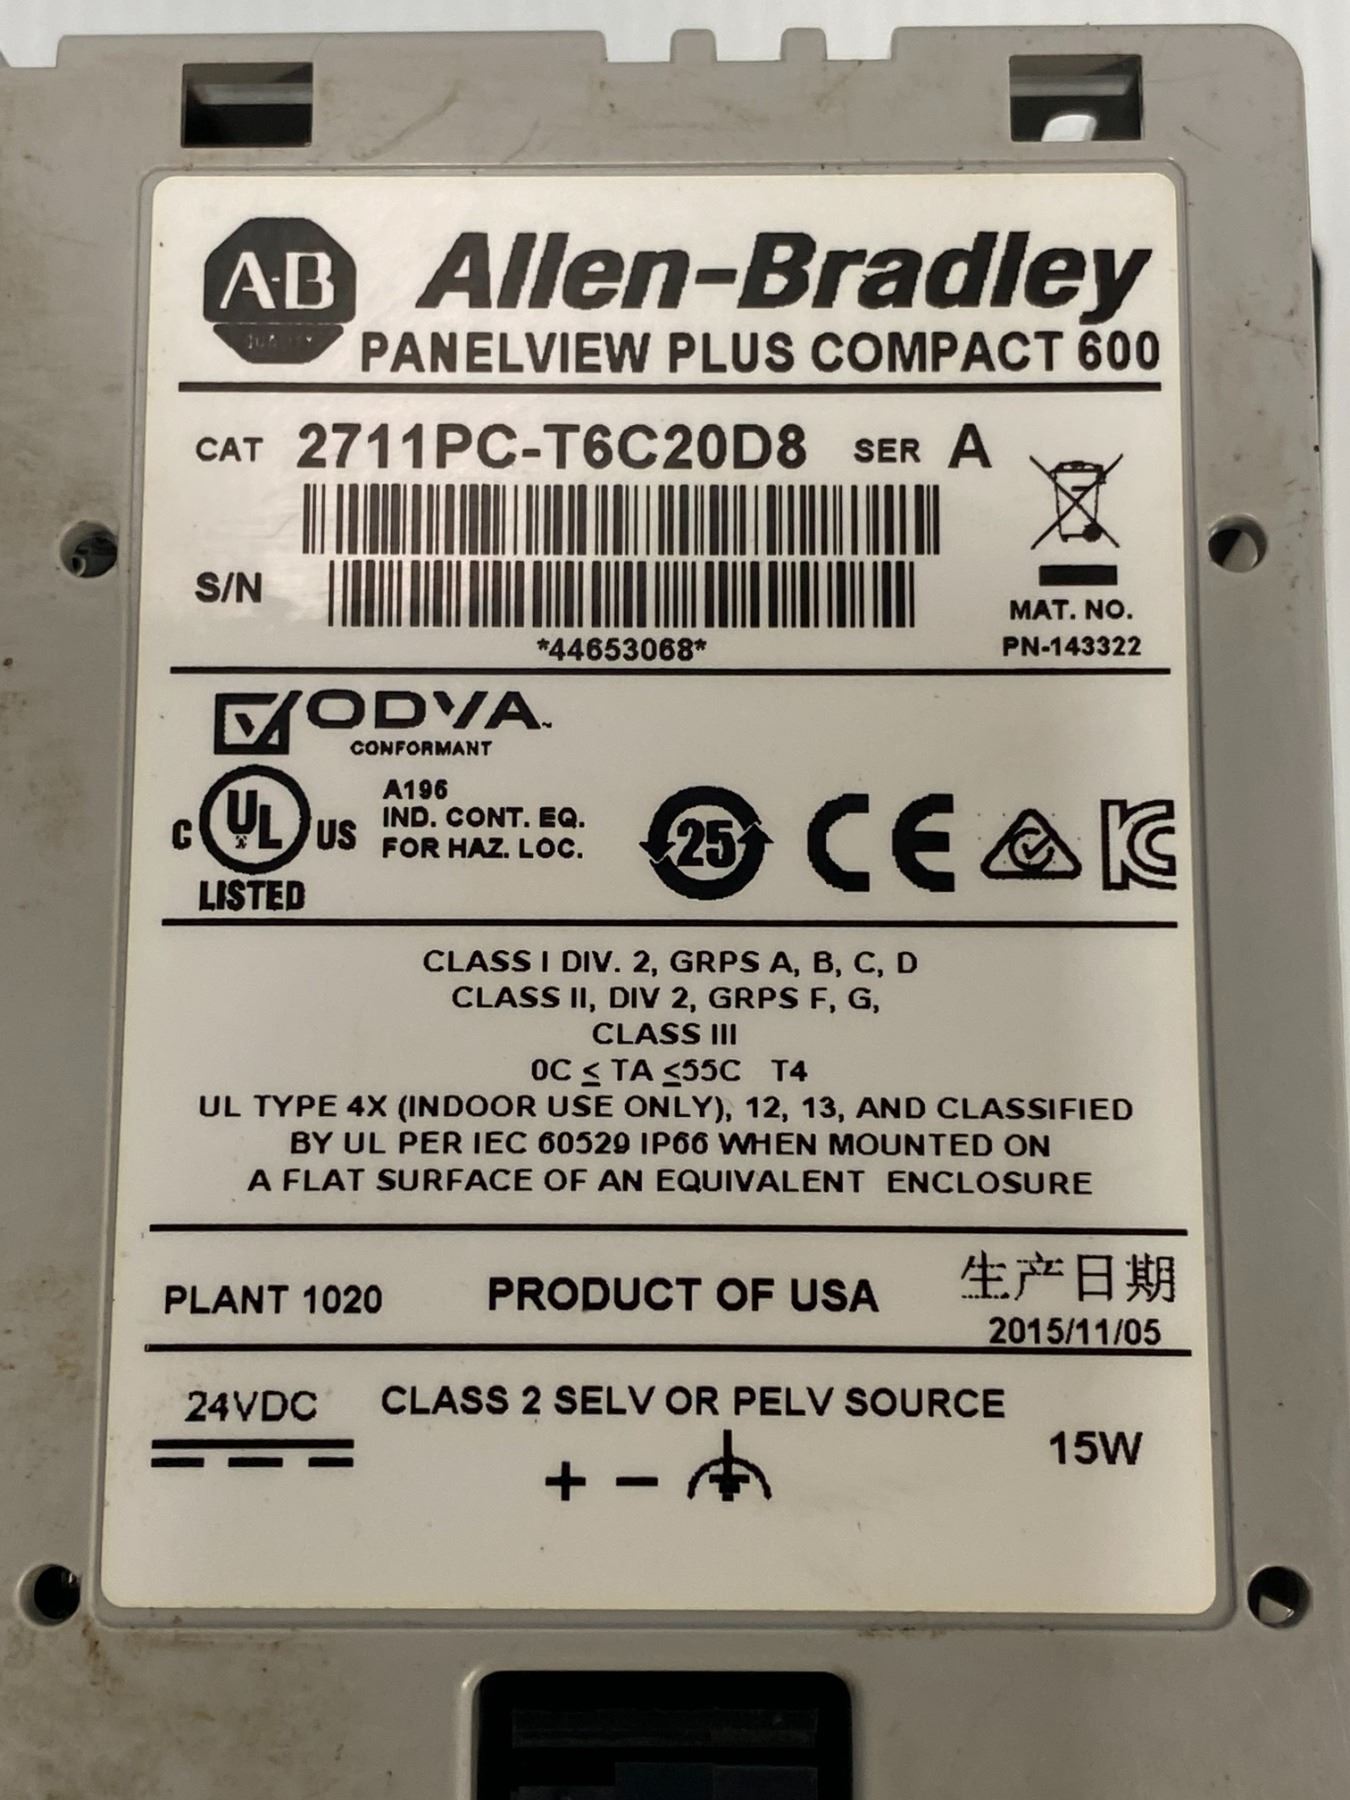 A-B
QUALITY
Allen-Bradley
PANELVIEW PLUS COMPACT 600
CAT 2711PC-T6C20D8 SER A
S/N
*44653068*
MAT. NO.
PN-143322
ODVA
CONFORMANT
C UL US
LISTED
A196
IND. CONT. EQ.
FOR HAZ. LOC.
25
CE
KC
CLASS I DIV. 2, GRPS A, B, C, D
CLASS II, DIV 2, GRPS F, G,
CLASS III
0C ≤ TA ≤55C T4
UL TYPE 4X (INDOOR USE ONLY), 12, 13, AND CLASSIFIED
BY UL PER IEC 60529 IP66 WHEN MOUNTED ON
A FLAT SURFACE OF AN EQUIVALENT ENCLOSURE
PLANT 1020 PRODUCT OF USA
生产日期
2015/11/05
24VDC CLASS 2 SELV OR PELV SOURCE
+ −
15W